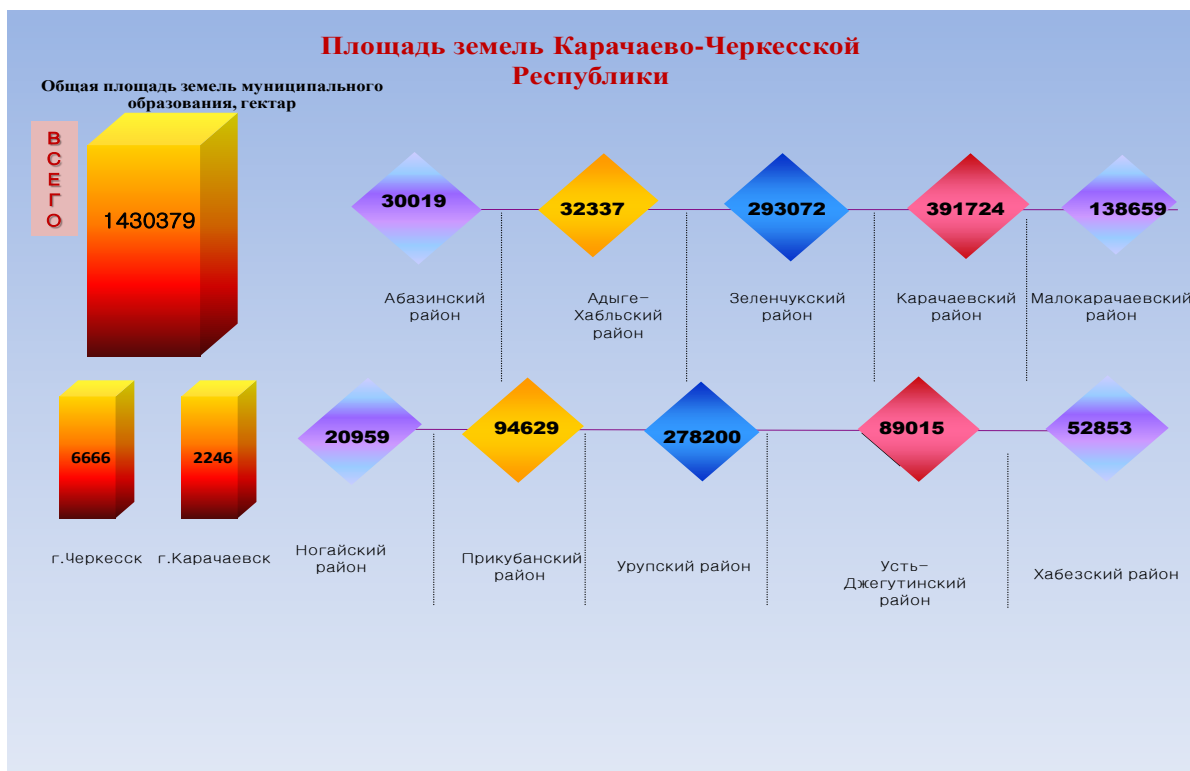 Площадь земель Карачаево-Черкесской
Республики
Общая площадь земель муниципального
образования, гектар
В
С
Е
Г
О
1430379
30019
32337
293072
391724
138659
Абазинский
район
Адыге-
Хабльский
район
Зеленчукский
район
Карачаевский
район
Малокарачаевский
район
6666
2246
20959
94629
278200
89015
52853
г.Черкесск
г.Карачаевск
Ногайский
район
Прикубанский
район
Урупский район
Усть-
Джегутинский
район
Хабезский район